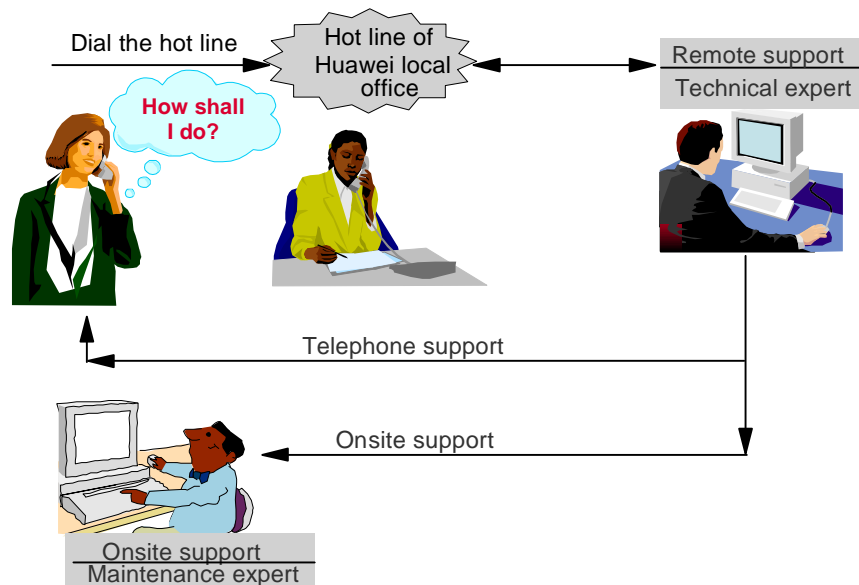 Dial the hot line
Hot line of
Huawei local
office
Remote support
Technical expert
How shall
I do?
Telephone support
Onsite support
Onsite support
Maintenance expert